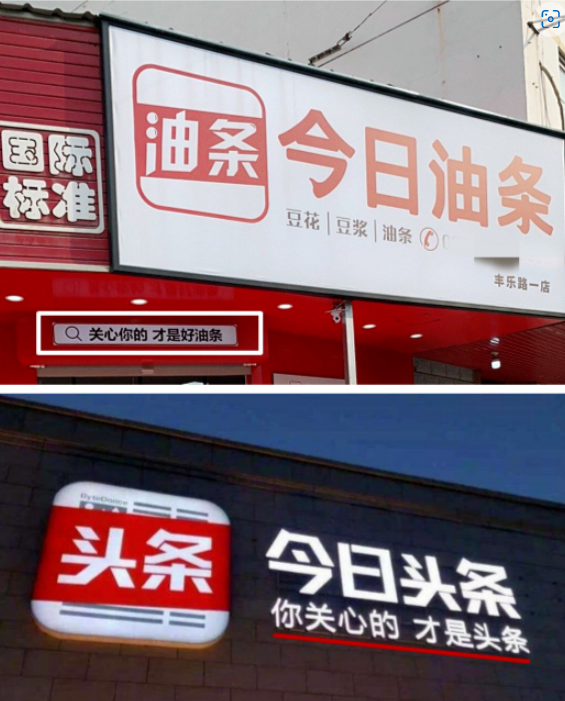 国际
标准
油条
今日油条
豆花|豆浆|油条
丰乐路一店
关心你的 才是好油条
ByteDance
头条
今日头条
你关心的 才是头条